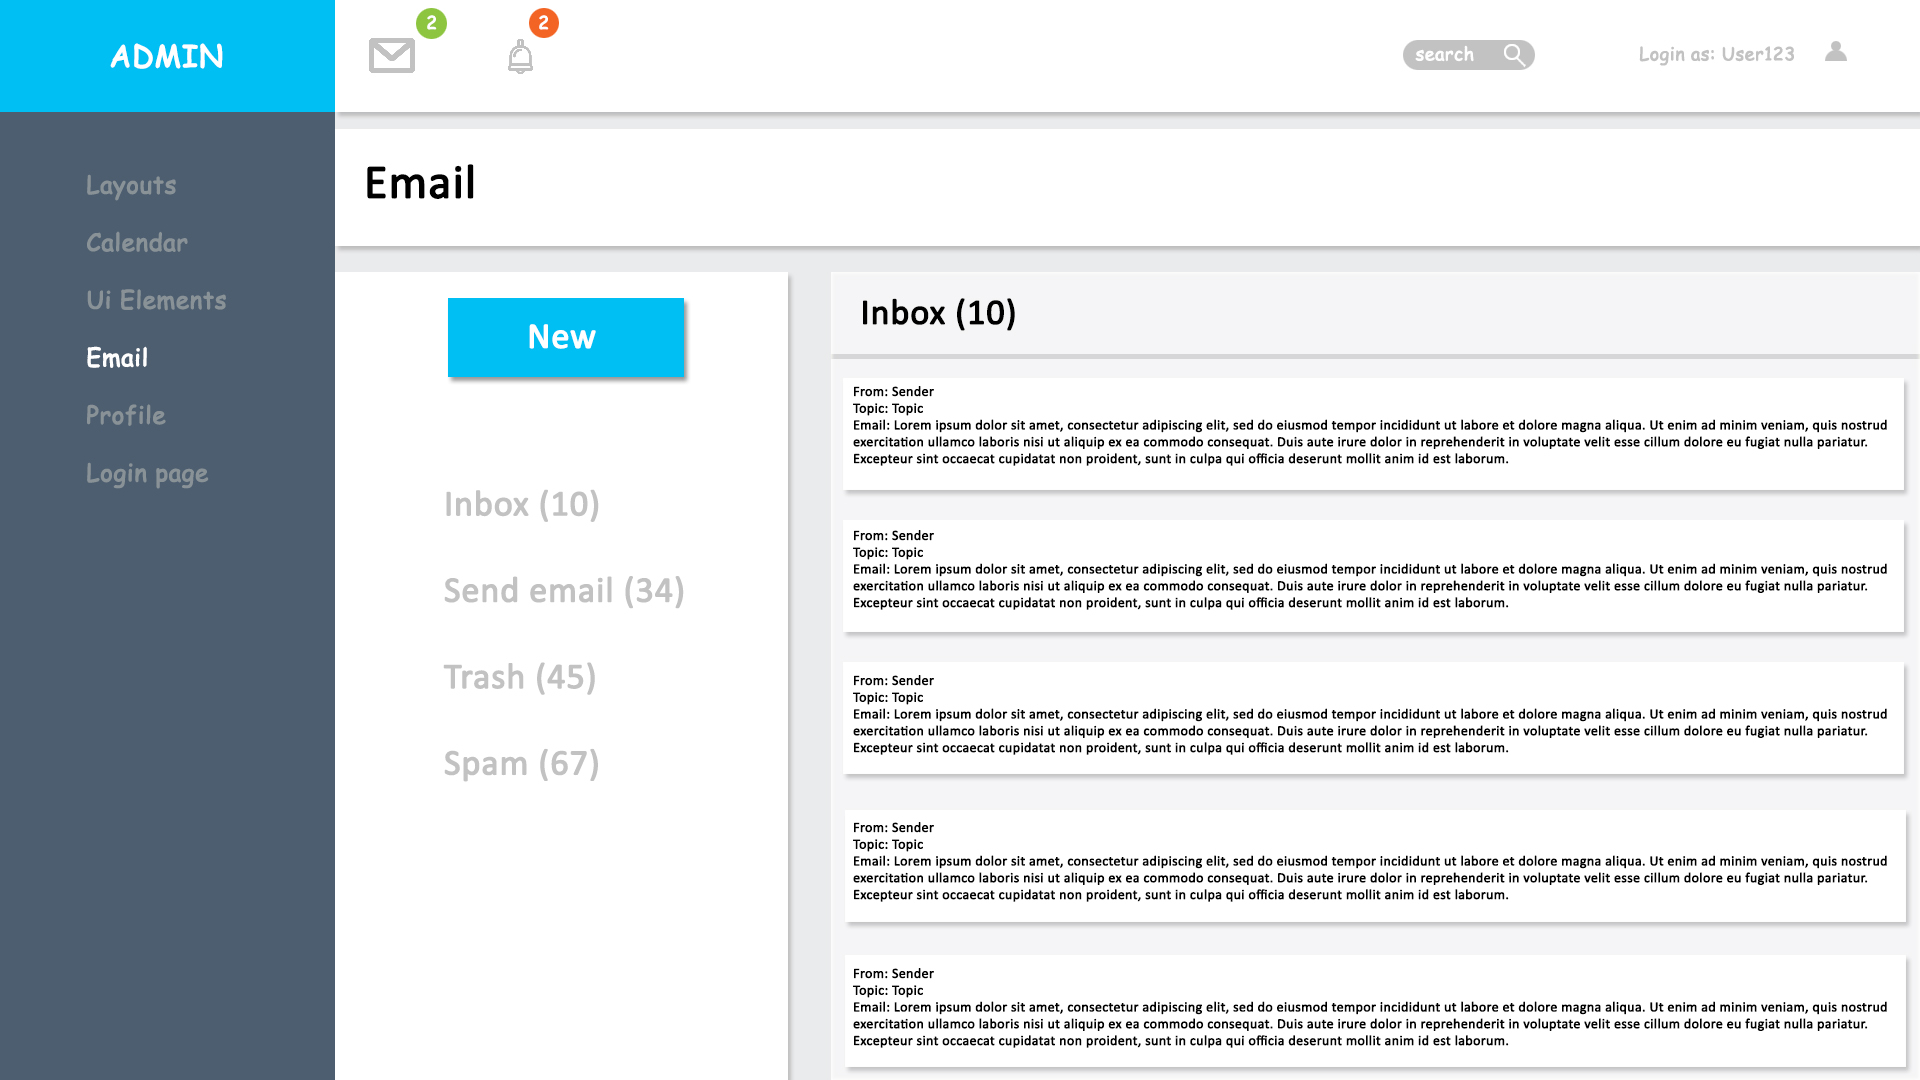 ADMIN
2
2
search
Login as: User123
Layouts
Calendar
Ui Elements
Email
Profile
Login page
Email
New
Inbox (10)
Send email (34)
Trash (45)
Spam (67)
Inbox (10)
From: Sender
Topic: Topic
Email: Lorem ipsum dolor sit amet, consectetur adipiscing elit, sed do eiusmod tempor incididunt ut labore et dolore magna aliqua. Ut enim ad minim veniam, quis nostrud
exercitation ullamco laboris nisi ut aliquip ex ea commodo consequat. Duis aute irure dolor in reprehenderit in voluptate velit esse cillum dolore eu fugiat nulla pariatur.
Excepteur sint occaecat cupidatat non proident, sunt in culpa qui officia deserunt mollit anim id est laborum.
From: Sender
Topic: Topic
Email: Lorem ipsum dolor sit amet, consectetur adipiscing elit, sed do eiusmod tempor incididunt ut labore et dolore magna aliqua. Ut enim ad minim veniam, quis nostrud
exercitation ullamco laboris nisi ut aliquip ex ea commodo consequat. Duis aute irure dolor in reprehenderit in voluptate velit esse cillum dolore eu fugiat nulla pariatur.
Excepteur sint occaecat cupidatat non proident, sunt in culpa qui officia deserunt mollit anim id est laborum.
From: Sender
Topic: Topic
Email: Lorem ipsum dolor sit amet, consectetur adipiscing elit, sed do eiusmod tempor incididunt ut labore et dolore magna aliqua. Ut enim ad minim veniam, quis nostrud
exercitation ullamco laboris nisi ut aliquip ex ea commodo consequat. Duis aute irure dolor in reprehenderit in voluptate velit esse cillum dolore eu fugiat nulla pariatur.
Excepteur sint occaecat cupidatat non proident, sunt in culpa qui officia deserunt mollit anim id est laborum.
From: Sender
Topic: Topic
Email: Lorem ipsum dolor sit amet, consectetur adipiscing elit, sed do eiusmod tempor incididunt ut labore et dolore magna aliqua. Ut enim ad minim veniam, quis nostrud
exercitation ullamco laboris nisi ut aliquip ex ea commodo consequat. Duis aute irure dolor in reprehenderit in voluptate velit esse cillum dolore eu fugiat nulla pariatur.
Excepteur sint occaecat cupidatat non proident, sunt in culpa qui officia deserunt mollit anim id est laborum.
From: Sender
Topic: Topic
Email: Lorem ipsum dolor sit amet, consectetur adipiscing elit, sed do eiusmod tempor incididunt ut labore et dolore magna aliqua. Ut enim ad minim veniam, quis nostrud
exercitation ullamco laboris nisi ut aliquip ex ea commodo consequat. Duis aute irure dolor in reprehenderit in voluptate velit esse cillum dolore eu fugiat nulla pariatur.
Excepteur sint occaecat cupidatat non proident, sunt in culpa qui officia deserunt mollit anim id est laborum.